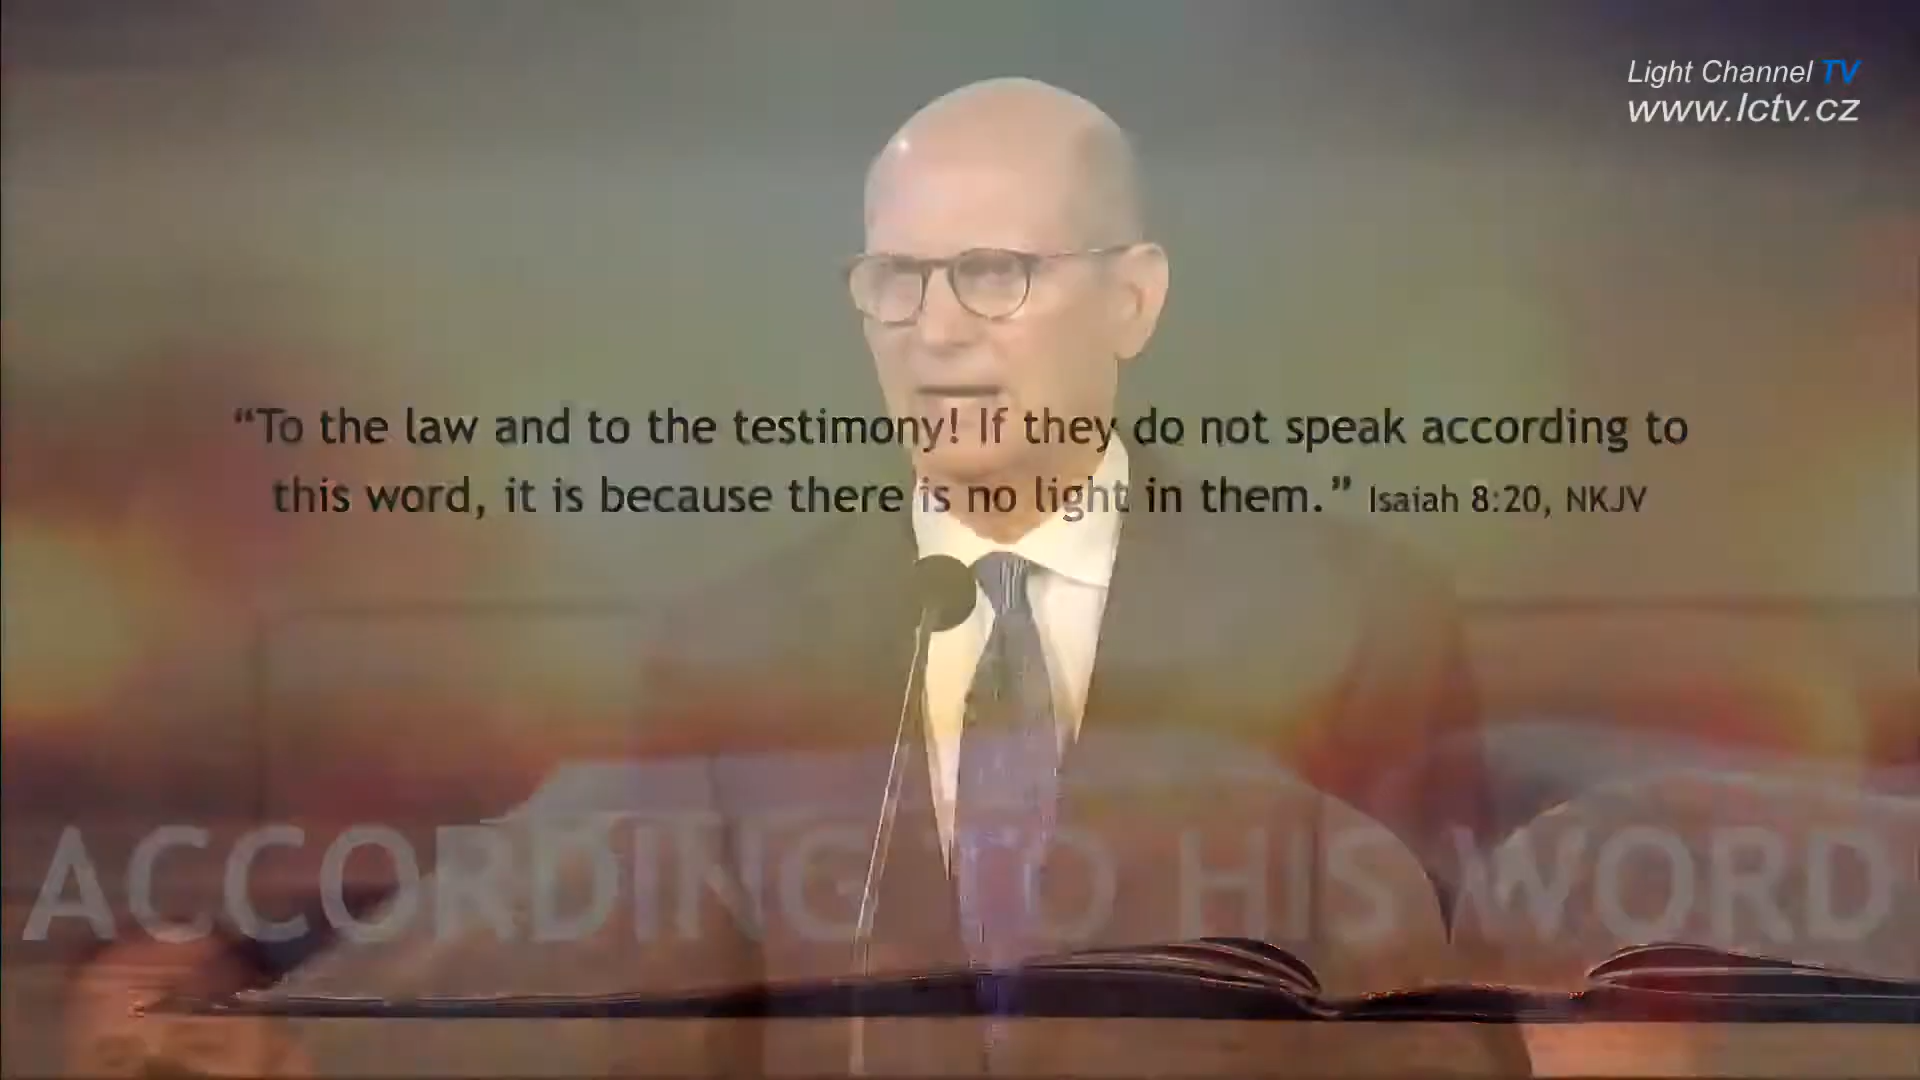 Light Channel TV
www.lctv.cz
“To the law and to the testimony! If they do not speak according to
this word, it is because there is no light in them.” Isaiah 8:20, NKJV
ACCORDING TO HIS WORD